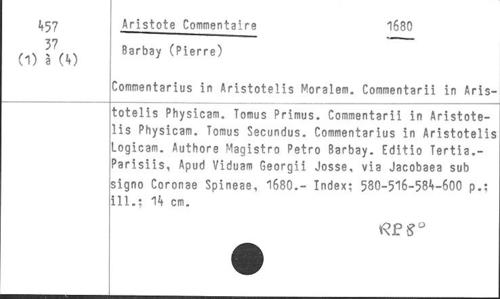 457
37
(1) à (4)
Aristote Commentaire 1680
Barbay (Pierre)
Commentarius in Aristotelis Moralem. Commentarii in Aris-
totelis Physicam. Tomus Primus. Commentarii in Aristote-
lis Physicam. Tomus Secundus. Commentarius in Aristotelis
Logicam. Authore Magistro Petro Barbay. Editio Tertia.-
Parisiis, Apud Viduam Georgii Josse, via Jacobaea sub
signo Coronae Spineae, 1680.- Index; 580-516-584-600 p.;
ill.; 14 cm.
RP 8°